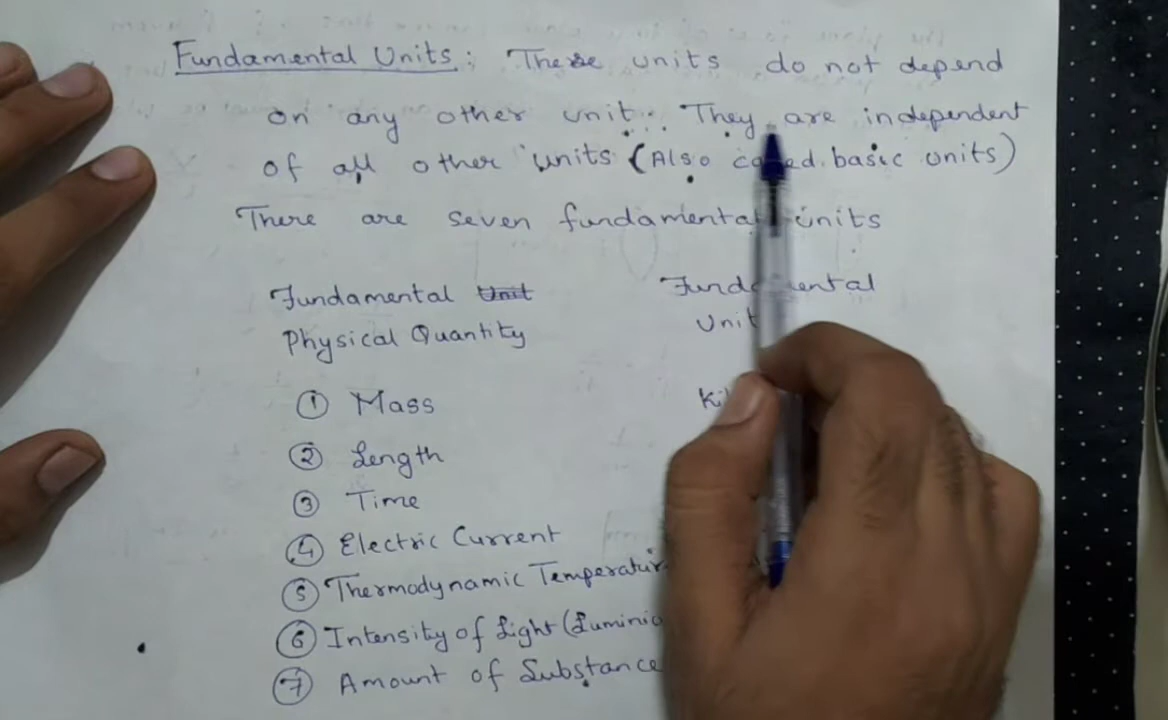 Fundamental Units: These units do not depend
on any other unit. They are independent
of all other units (Also called basic units)
There are seven fundamental units
Fundamental Unit Fundamental
Physical Quantity Unit
① Mass
② Length
③ Time
④ Electric Current
⑤ Thermodynamic
⑥ Intensity of Light
⑦ Amount of Substance